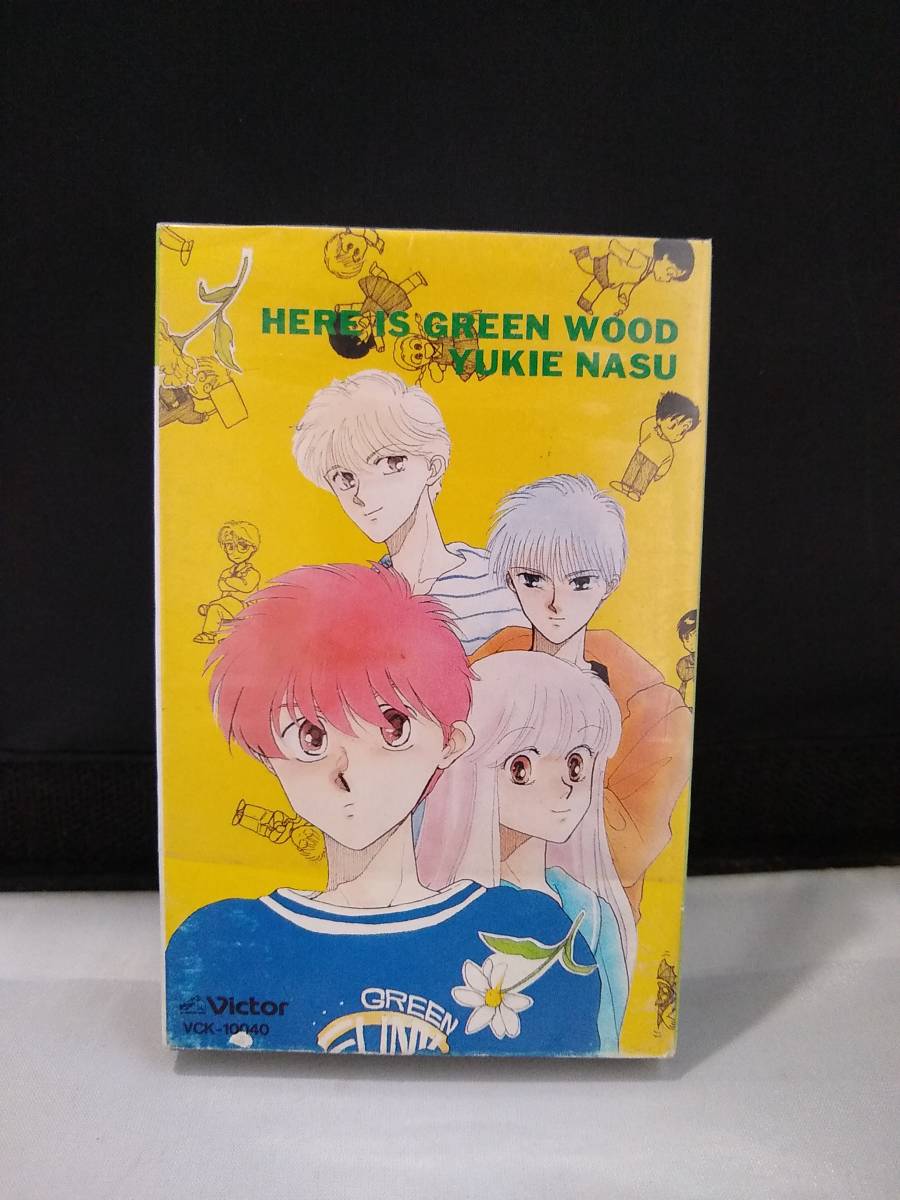 HERE IS GREEN WOOD
YUKIE NASU
GREEN
Victor
VCK-10040